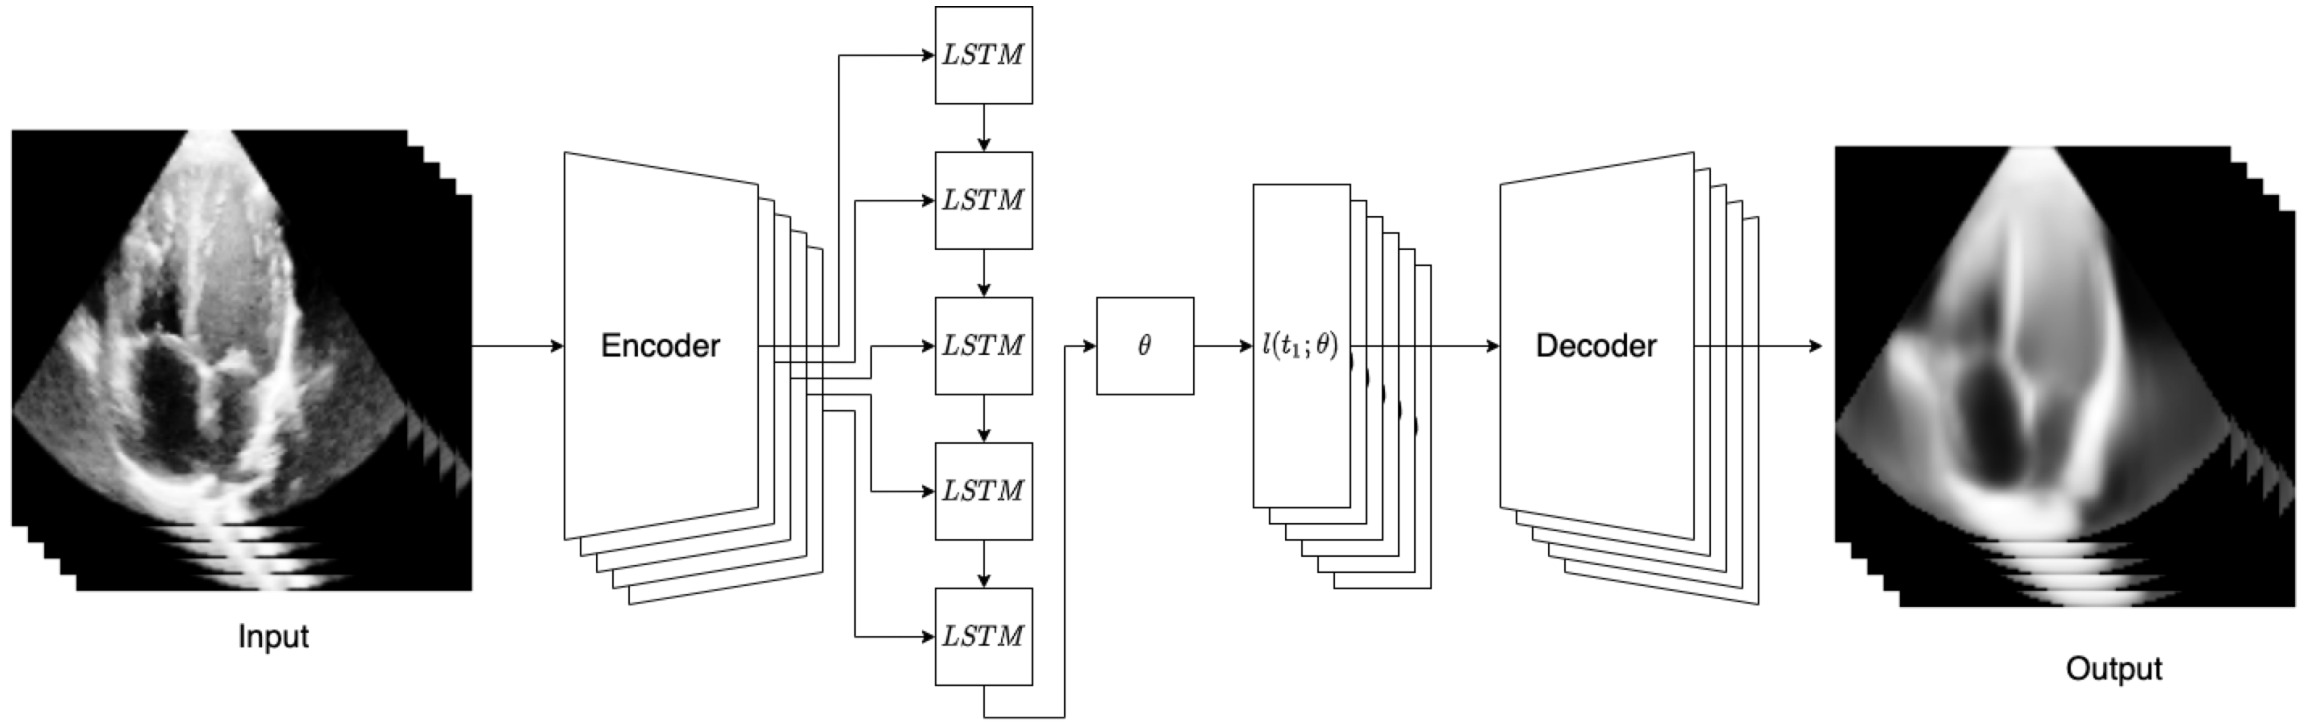 Input
Encoder
LSTM
LSTM
LSTM
LSTM
LSTM
θ
l(t₁; θ)
Decoder
Output